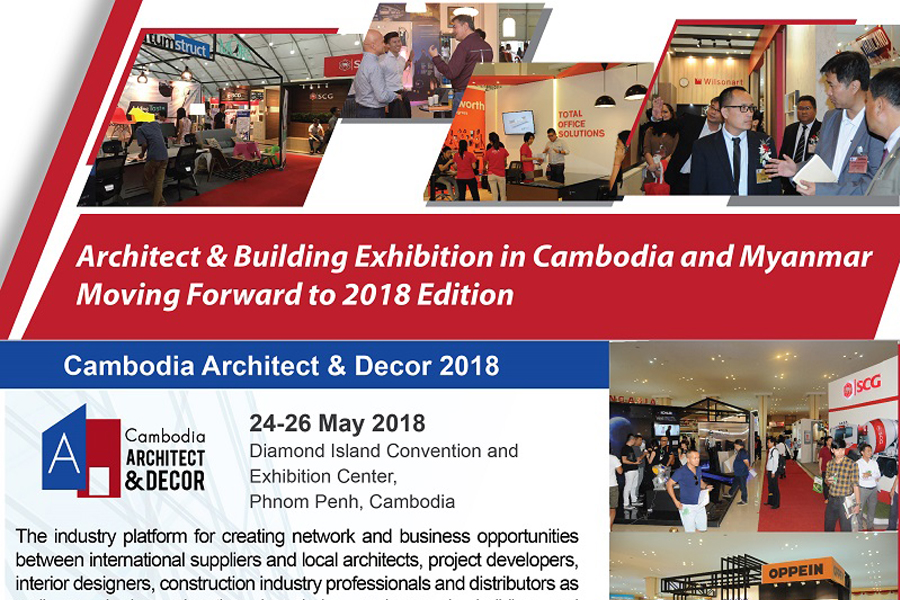 umstruct
SCG
SCG
worth
TOTAL
OFFICE
SOLUTIONS
Wilsonart
Architect & Building Exhibition in Cambodia and Myanmar
Moving Forward to 2018 Edition
Cambodia Architect & Decor 2018
A
Cambodia
ARCHITECT
& DECOR
24-26 May 2018
Diamond Island Convention and
Exhibition Center,
Phnom Penh, Cambodia
The industry platform for creating network and business opportunities
between international suppliers and local architects, project developers,
interior designers, construction industry professionals and distributors as
SCG
OPPEIN